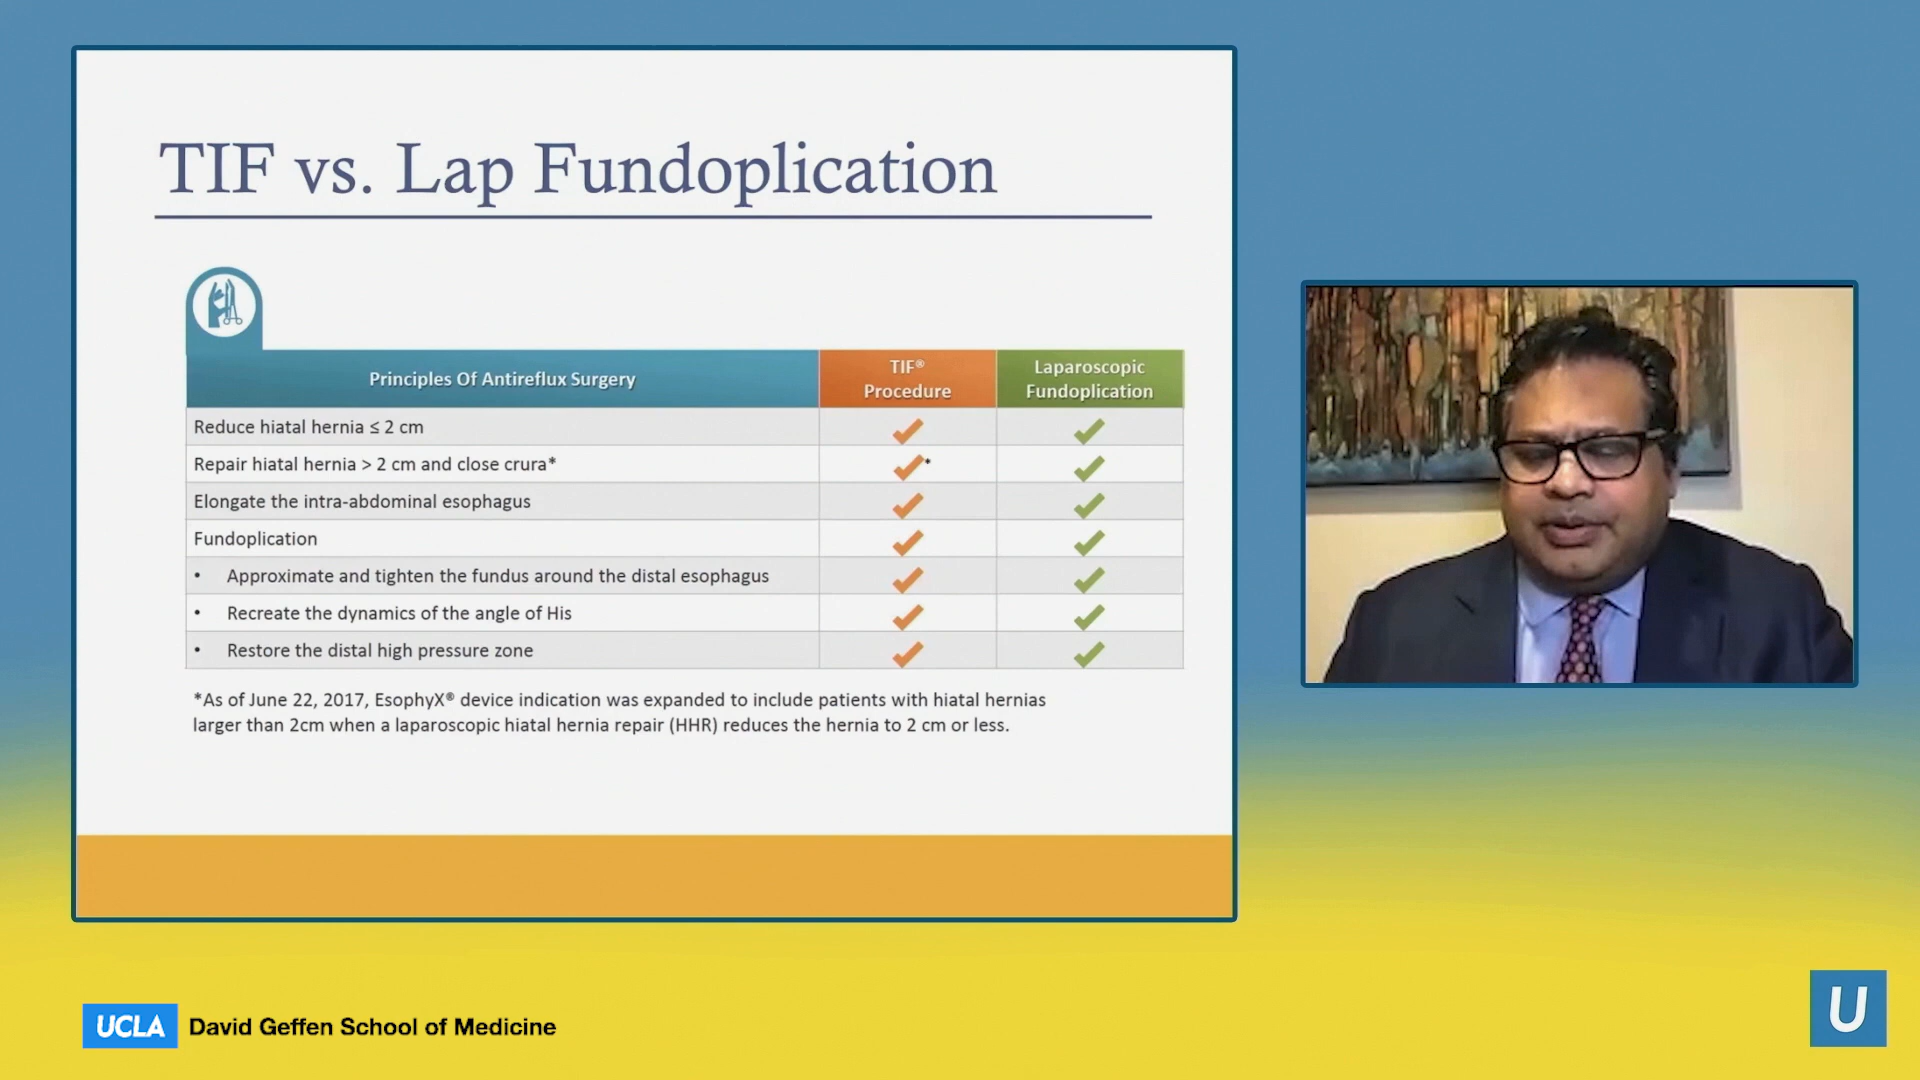 TIF vs. Lap Fundoplication
Principles Of Antireflux Surgery
TIF®
Procedure
Laparoscopic
Fundoplication
Reduce hiatal hernia ≤ 2 cm
Repair hiatal hernia > 2 cm and close crura*
*
Elongate the intra-abdominal esophagus
Fundoplication
• Approximate and tighten the fundus around the distal esophagus
• Recreate the dynamics of the angle of His
• Restore the distal high pressure zone
*As of June 22, 2017, EsophyX® device indication was expanded to include patients with hiatal hernias
larger than 2cm when a laparoscopic hiatal hernia repair (HHR) reduces the hernia to 2 cm or less.
UCLA David Geffen School of Medicine
U